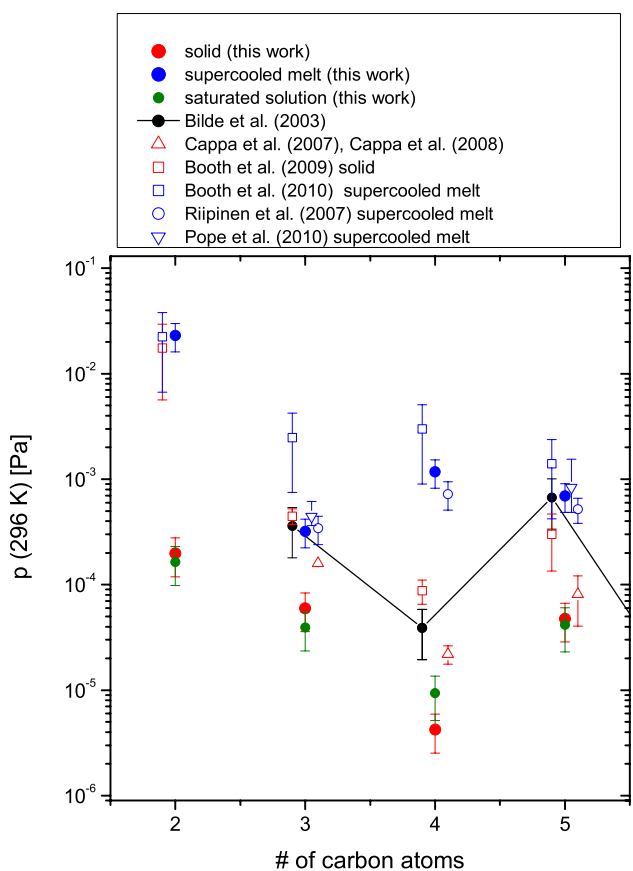 solid (this work)
supercooled melt (this work)
saturated solution (this work)
Bilde et al. (2003)
Cappa et al. (2007), Cappa et al. (2008)
Booth et al. (2009) solid
Booth et al. (2010)  supercooled melt
Riipinen et al. (2007) supercooled melt
Pope et al. (2010) supercooled melt
p (296 K) [Pa]
10⁻¹
10⁻²
10⁻³
10⁻⁴
10⁻⁵
10⁻⁶
2 3 4 5
# of carbon atoms